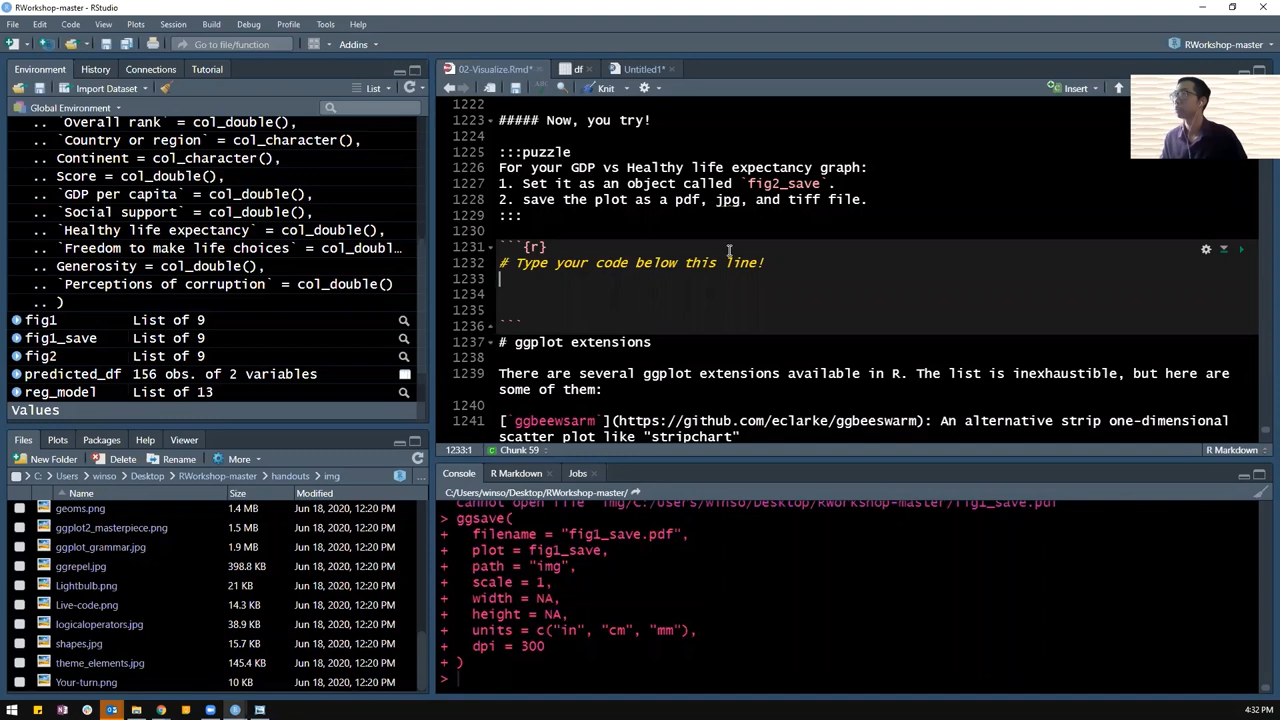 RWorkshop-master - RStudio
File Edit Code View Plots Session Build Debug Profile Tools Help
Go to file/function Addins RWorkshop-master
Environment History Connections Tutorial
Import Dataset List
Global Environment
.. `Overall rank` = col_double(),
.. `Country or region` = col_character(),
.. Continent = col_character(),
.. Score = col_double(),
.. `GDP per capita` = col_double(),
.. `Social support` = col_double(),
.. `Healthy life expectancy` = col_double(),
.. `Freedom to make life choices` = col_doubl…
.. Generosity = col_double(),
.. `Perceptions of corruption` = col_double()
.. )
fig1 List of 9
fig1_save List of 9
fig2 List of 9
predicted_df 156 obs. of 2 variables
reg_model List of 13
Values
Files Plots Packages Help Viewer
New Folder Delete Rename More
C: Users winso Desktop RWorkshop-master handouts img
Name Size Modified
geoms.png 1.4 MB Jun 18, 2020, 12:20 PM
ggplot2_masterpiece.png 1.5 MB Jun 18, 2020, 12:20 PM
ggplot_grammar.jpg 1.9 MB Jun 18, 2020, 12:20 PM
ggrepel.jpg 398.8 KB Jun 18, 2020, 12:20 PM
Lightbulb.png 21 KB Jun 18, 2020, 12:20 PM
Live-code.png 14.3 KB Jun 18, 2020, 12:20 PM
logicaloperators.jpg 19.5 KB Jun 18, 2020, 12:20 PM
shapes.jpg 15.7 KB Jun 18, 2020, 12:20 PM
theme_elements.jpg 145.4 KB Jun 18, 2020, 12:20 PM
Your-turn.png 10 KB Jun 18, 2020, 12:20 PM
02-Visualize.Rmd* df Untitled1*
Knit Insert
1222
1223 ##### Now, you try!
1224
1225 :::puzzle
1226 For your GDP vs Healthy life expectancy graph:
1227 1. Set it as an object called `fig2_save`.
1228 2. save the plot as a pdf, jpg, and tiff file.
1229 :::
1230
1231 ```{r}
1232 # Type your code below this line!
1233
1234
1235
1236 ```
1237 # ggplot extensions
1238
1239 There are several ggplot extensions available in R. The list is inexhaustible, but here are
some of them:
1240
1241 [`ggbeewsarm`](https://github.com/eclarke/ggbeeswarm): An alternative strip one-dimensional
scatter plot like "stripchart"
1233:1 Chunk 59 R Markdown
Console R Markdown Jobs
C:/Users/winso/Desktop/RWorkshop-master/
cannot open file 'img/C:/Users/winso/Desktop/RWorkshop-master/fig1_save.pdf'
> ggsave(
+ filename = "fig1_save.pdf",
+ plot = fig1_save,
+ path = "img",
+ scale = 1,
+ width = NA,
+ height = NA,
+ units = c("in", "cm", "mm"),
+ dpi = 300
+ )
>
4:32 PM